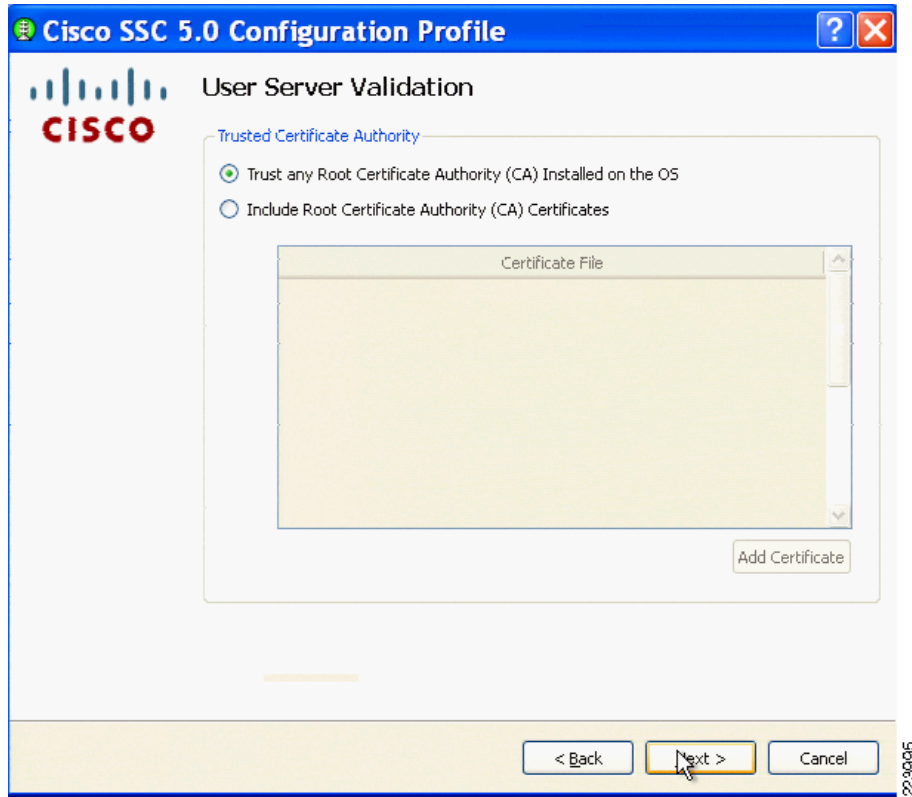 Cisco SSC 5.0 Configuration Profile
?
CISCO
User Server Validation
Trusted Certificate Authority
Trust any Root Certificate Authority (CA) Installed on the OS
Include Root Certificate Authority (CA) Certificates
Certificate File
Add Certificate
< Back
Next >
Cancel